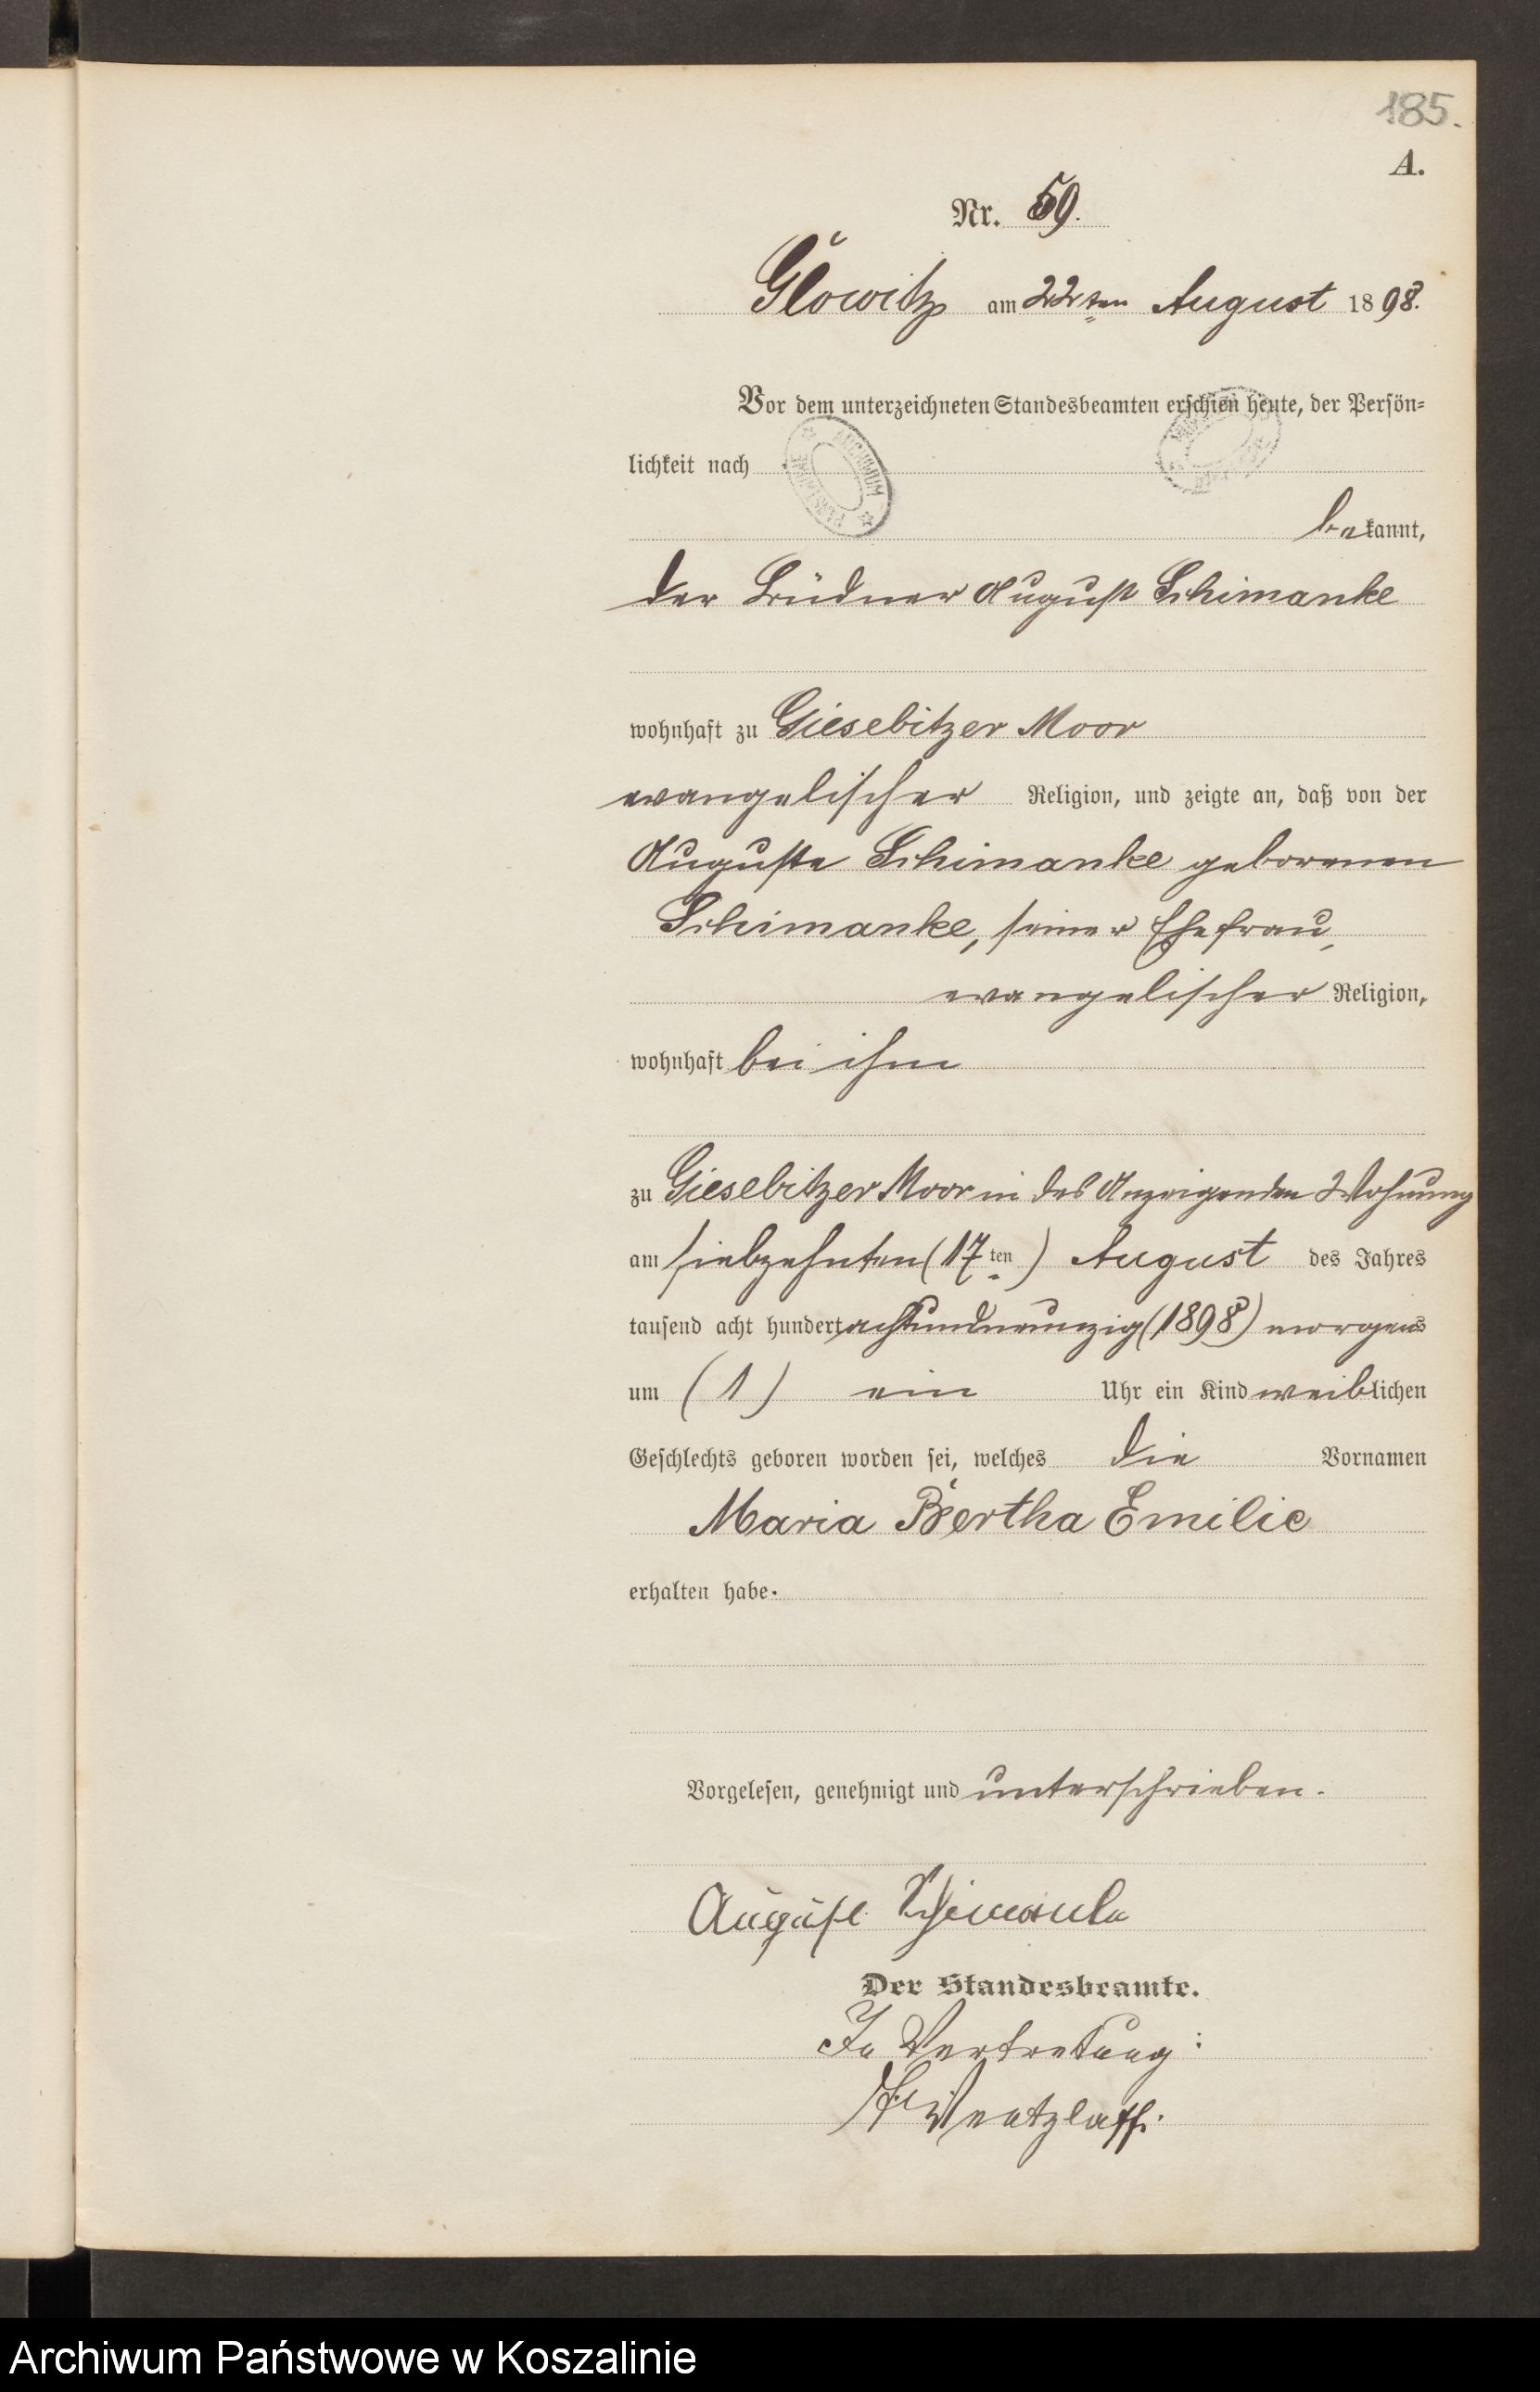 185.
A.
Nr. 59.
Glowitz am 22ten August 1898.
Vor dem unterzeichneten Standesbeamten erschien heute, der Persön-
lichkeit nach
bekannt,
der Büdner August Schimanke
wohnhaft zu Giesebitzer Moor
evangelischer Religion, und zeigte an, daß von der
Auguste Schimanke geborenen
Schimanke, seiner Ehefrau,
evangelischer Religion,
wohnhaft bei ihm
zu Giesebitzer Moor in des Anzeigenden Wohnung
am siebzehnten (17ten) August des Jahres
tausend acht hundert achtundneunzig (1898) morgens
um (1) ein Uhr ein Kind weiblichen
Geschlechts geboren worden sei, welches die Vornamen
Maria Bertha Emilie
erhalten habe.
Vorgelesen, genehmigt und unterschrieben.
August Schimanke
Der Standesbeamte.
In Vertretung:
Wentzlaff.
ARCHIWUM
Archiwum Państwowe w Koszalinie